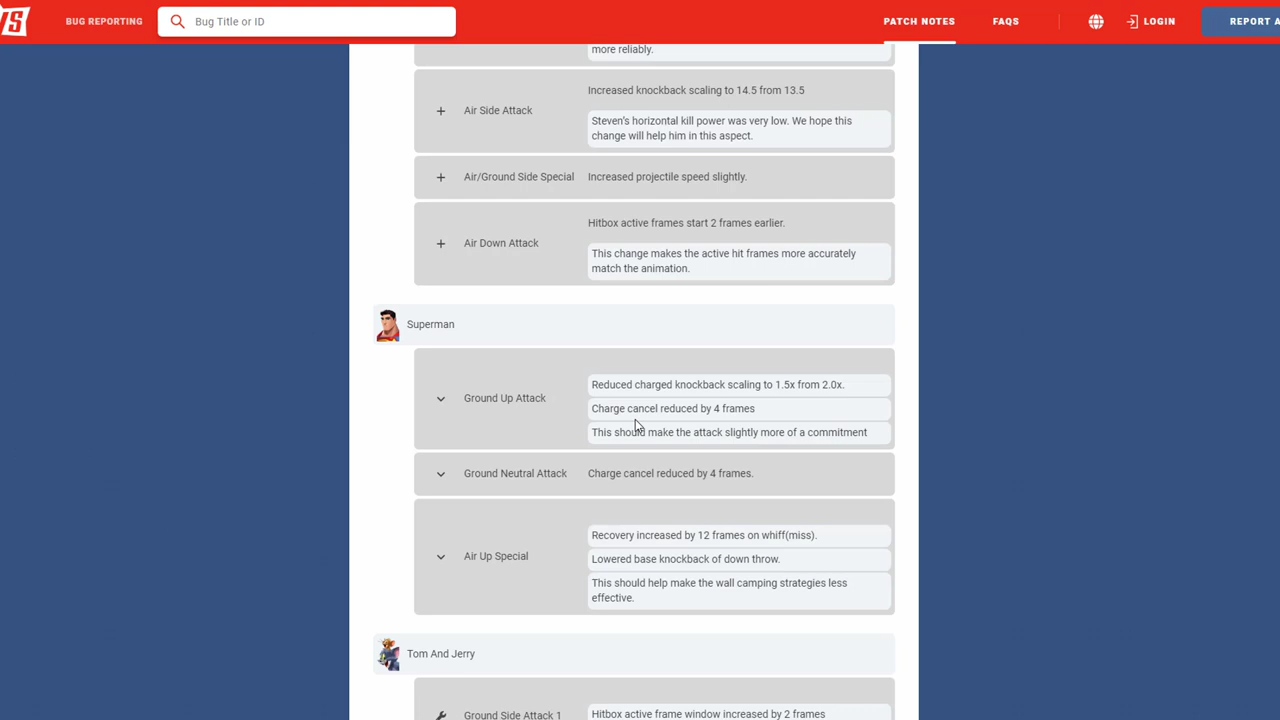 VS
BUG REPORTING
Bug Title or ID
PATCH NOTES
FAQS
LOGIN
REPORT A
more reliably.
Air Side Attack
Increased knockback scaling to 14.5 from 13.5
Steven's horizontal kill power was very low. We hope this
change will help him in this aspect.
Air/Ground Side Special
Increased projectile speed slightly.
Air Down Attack
Hitbox active frames start 2 frames earlier.
This change makes the active hit frames more accurately
match the animation.
Superman
Ground Up Attack
Reduced charged knockback scaling to 1.5x from 2.0x.
Charge cancel reduced by 4 frames
This should make the attack slightly more of a commitment
Ground Neutral Attack
Charge cancel reduced by 4 frames.
Air Up Special
Recovery increased by 12 frames on whiff(miss).
Lowered base knockback of down throw.
This should help make the wall camping strategies less
effective.
Tom And Jerry
Ground Side Attack 1
Hitbox active frame window increased by 2 frames